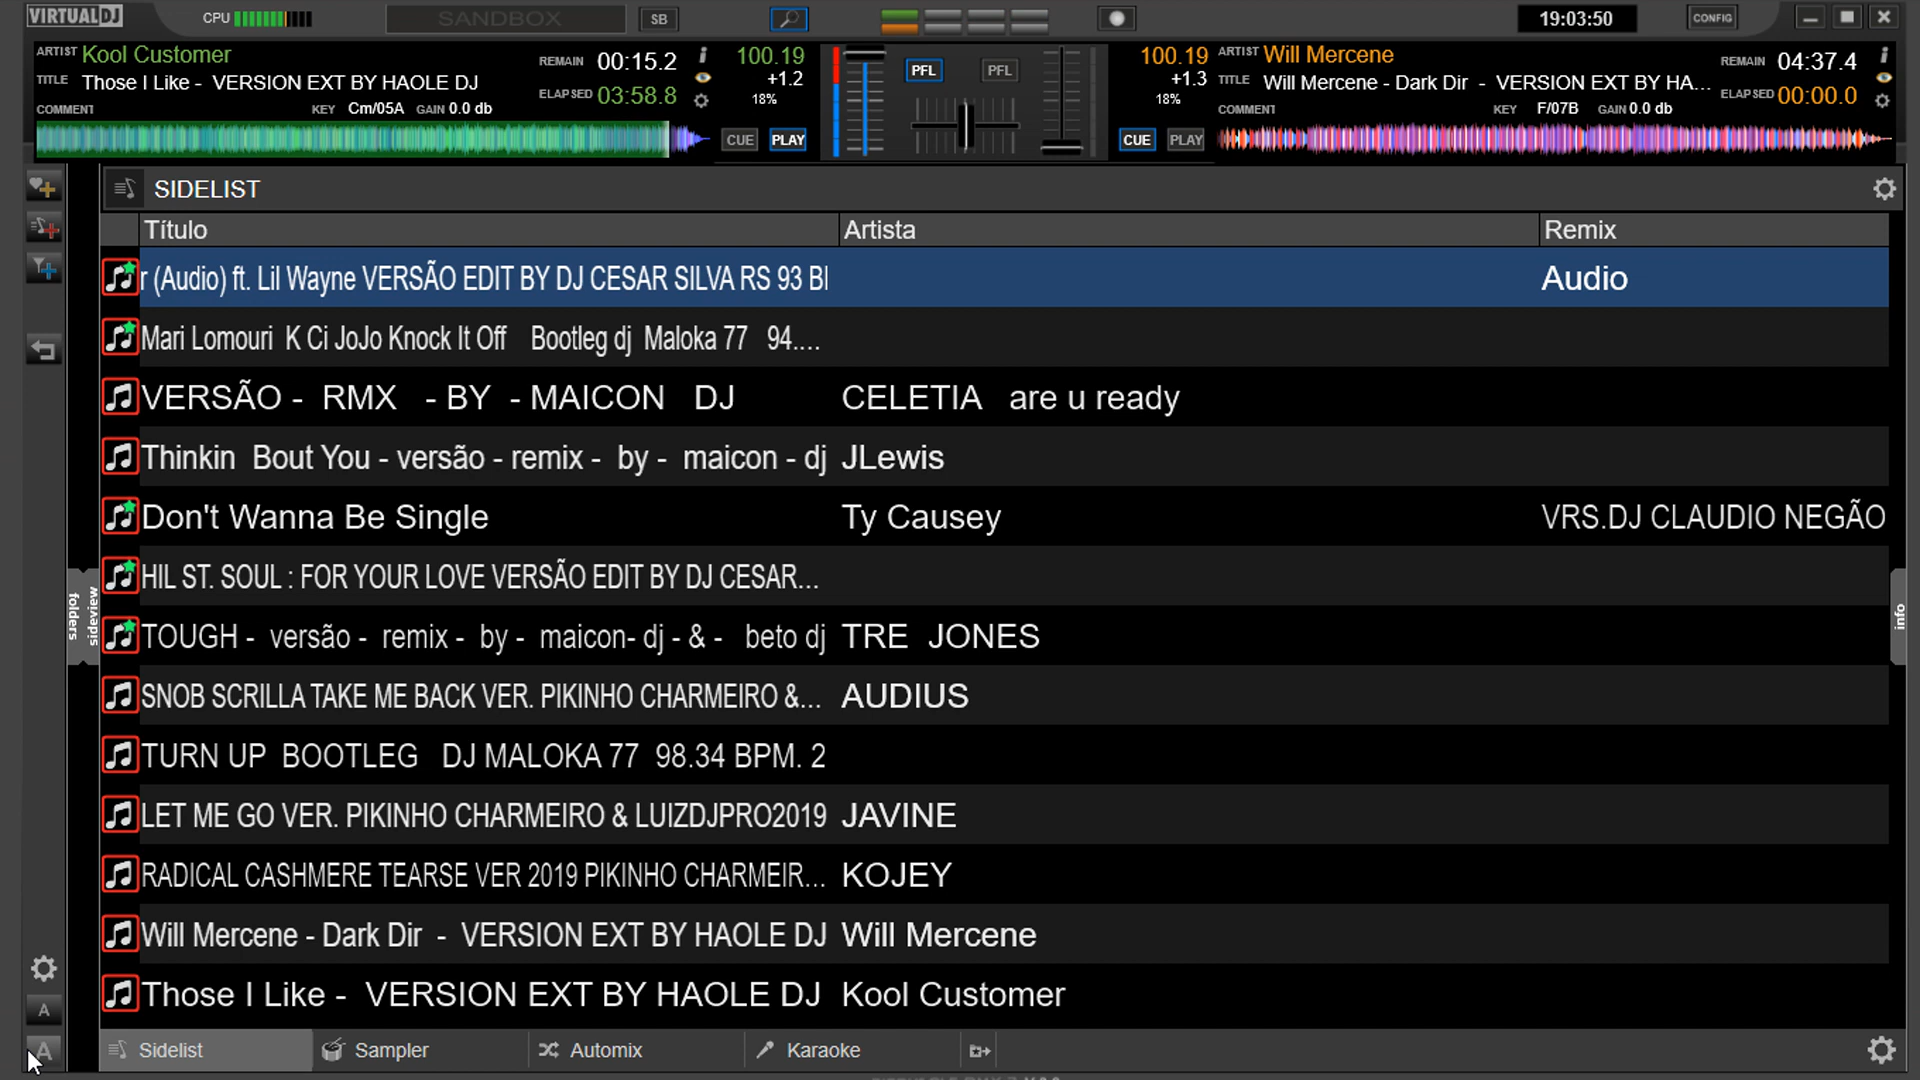 VIRTUALDJ
CPU
SANDBOX
SB
19:03:50
CONFIG
ARTIST Kool Customer
TITLE Those I Like - VERSION EXT BY HAOLE DJ
COMMENT
KEY Cm/05A GAIN 0.0 db
REMAIN 00:15.2
ELAPSED 03:58.8
100.19
+1.2
18%
CUE PLAY
PFL PFL
100.19
+1.3
18%
CUE PLAY
ARTIST Will Mercene
TITLE Will Mercene - Dark Dir - VERSION EXT BY HA...
COMMENT
KEY F/07B GAIN 0.0 db
REMAIN 04:37.4
ELAPSED 00:00.0
SIDELIST
Título Artista Remix
r (Audio) ft. Lil Wayne VERSÃO EDIT BY DJ CESAR SILVA RS 93 Audio
Mari Lomouri K Ci JoJo Knock It Off Bootleg dj Maloka 77 94....
VERSÃO - RMX - BY - MAICON DJ CELETIA are u ready
Thinkin Bout You - versão - remix - by - maicon - dj JLewis
Don't Wanna Be Single Ty Causey VRS.DJ CLAUDIO NEGÃO
HIL ST. SOUL : FOR YOUR LOVE VERSÃO EDIT BY DJ CESAR...
TOUGH - versão - remix - by - maicon- dj - & - beto dj TRE JONES
SNOB SCRILLA TAKE ME BACK VER. PIKINHO CHARMEIRO &... AUDIUS
TURN UP BOOTLEG DJ MALOKA 77 98.34 BPM. 2
LET ME GO VER. PIKINHO CHARMEIRO & LUIZDJPRO2019 JAVINE
RADICAL CASHMERE TEARSE VER 2019 PIKINHO CHARMEIR... KOJEY
Will Mercene - Dark Dir - VERSION EXT BY HAOLE DJ Will Mercene
Those I Like - VERSION EXT BY HAOLE DJ Kool Customer
folders
sideview
info
A
A
Sidelist Sampler Automix Karaoke